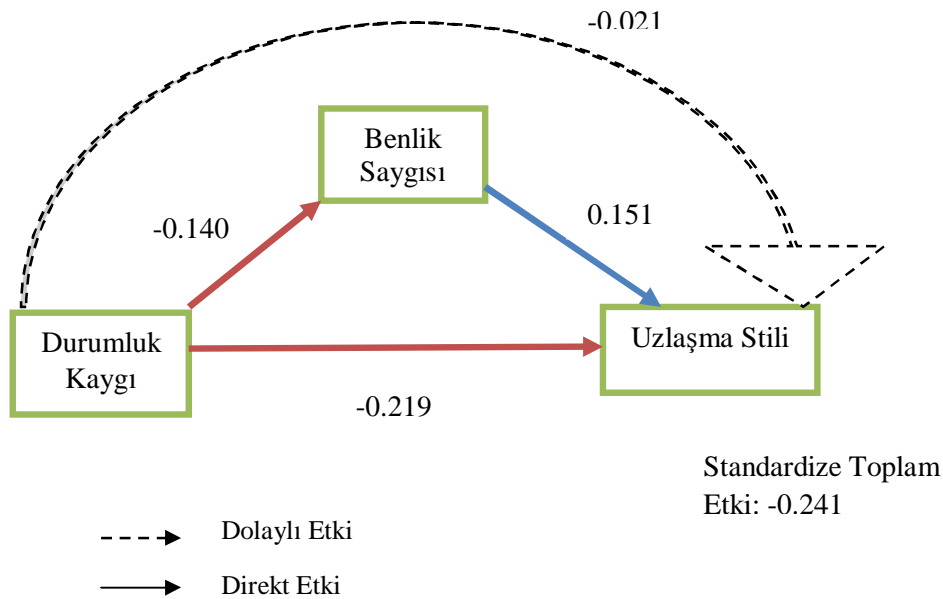 -0.021
Benlik
Saygısı
-0.140
0.151
Durumluk
Kaygı
Uzlaşma Stili
-0.219
Standardize Toplam
Etki: -0.241
Dolaylı Etki
Direkt Etki